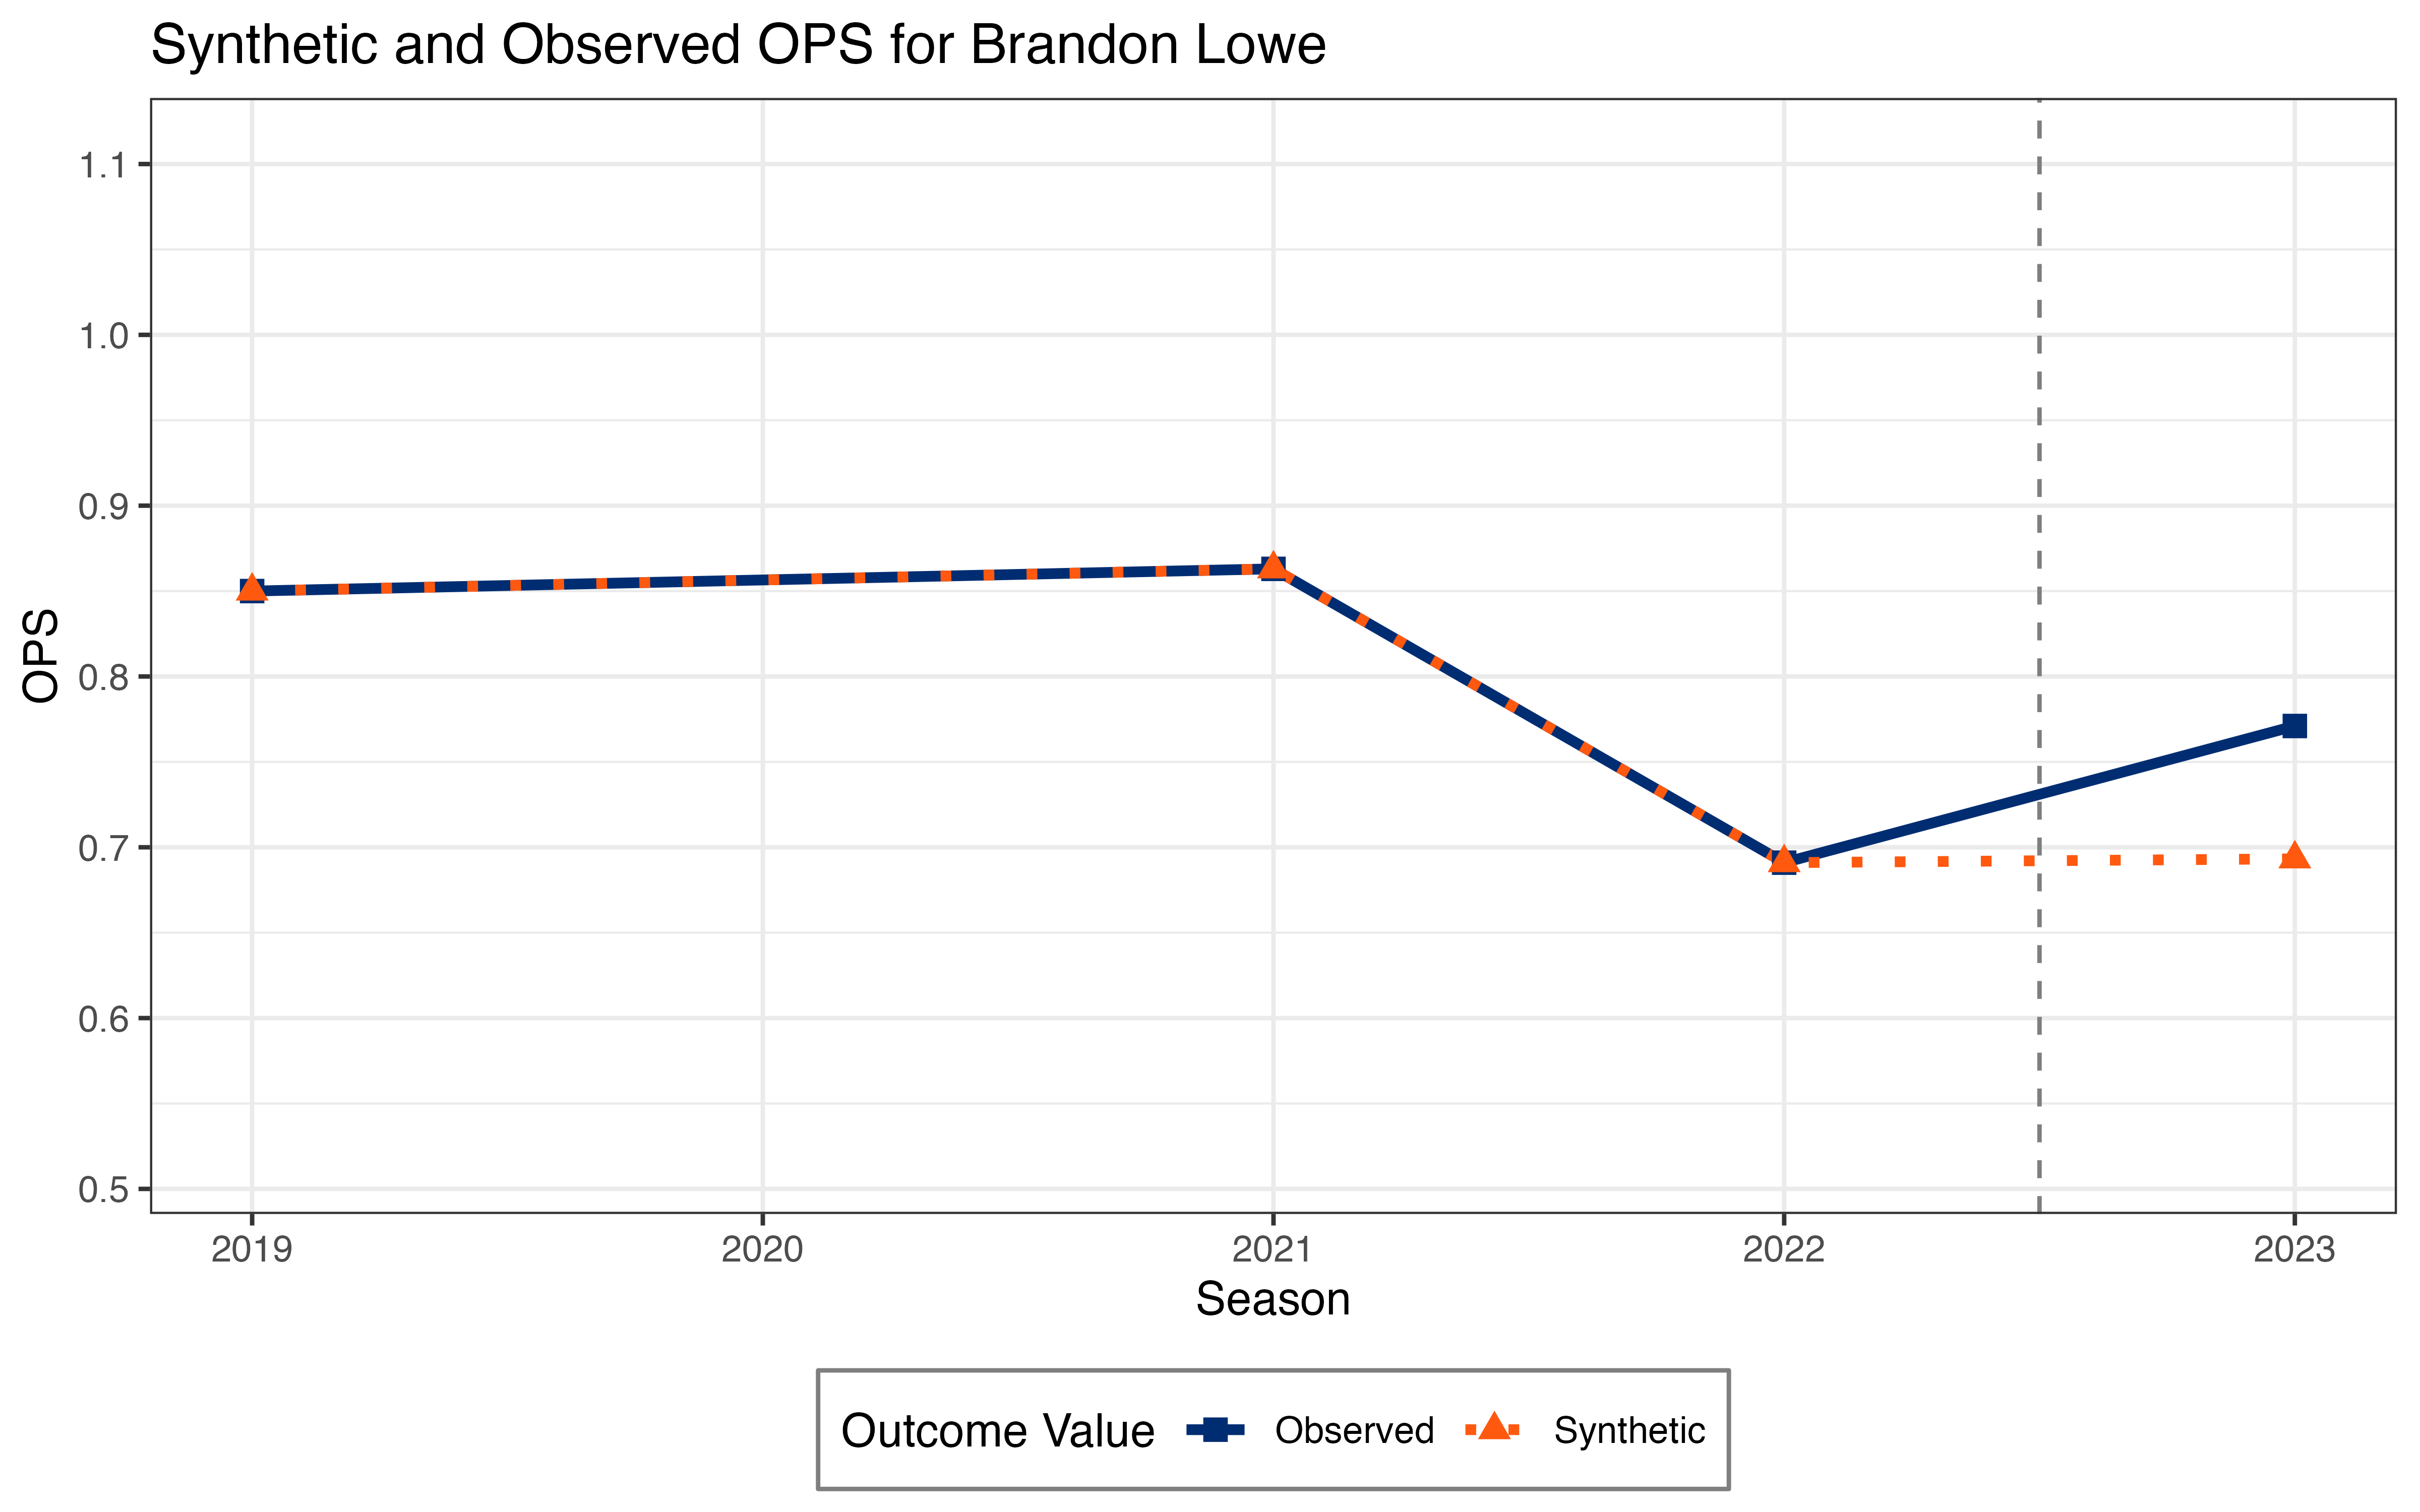 Synthetic and Observed OPS for Brandon Lowe
1.1
1.0
0.9
0.8
0.7
0.6
0.5
OPS
2019 2020 2021 2022 2023
Season
Outcome Value Observed Synthetic